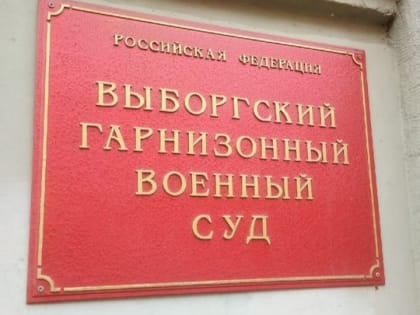 РОССИЙСКАЯ ФЕДЕРАЦИЯ
ВЫБОРГСКИЙ
ГАРНИЗОННЫЙ
ВОЕННЫЙ
СУД